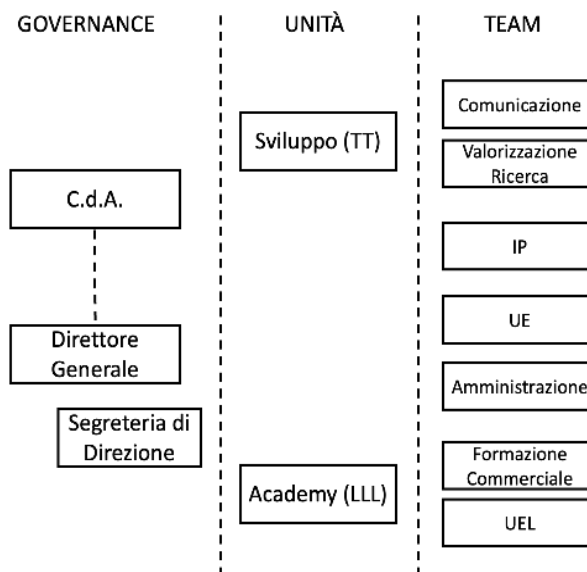 GOVERNANCE
UNITÀ
TEAM
C.d.A.
Direttore
Generale
Segreteria di
Direzione
Sviluppo (TT)
Academy (LLL)
Comunicazione
Valorizzazione
Ricerca
IP
UE
Amministrazione
Formazione
Commerciale
UEL